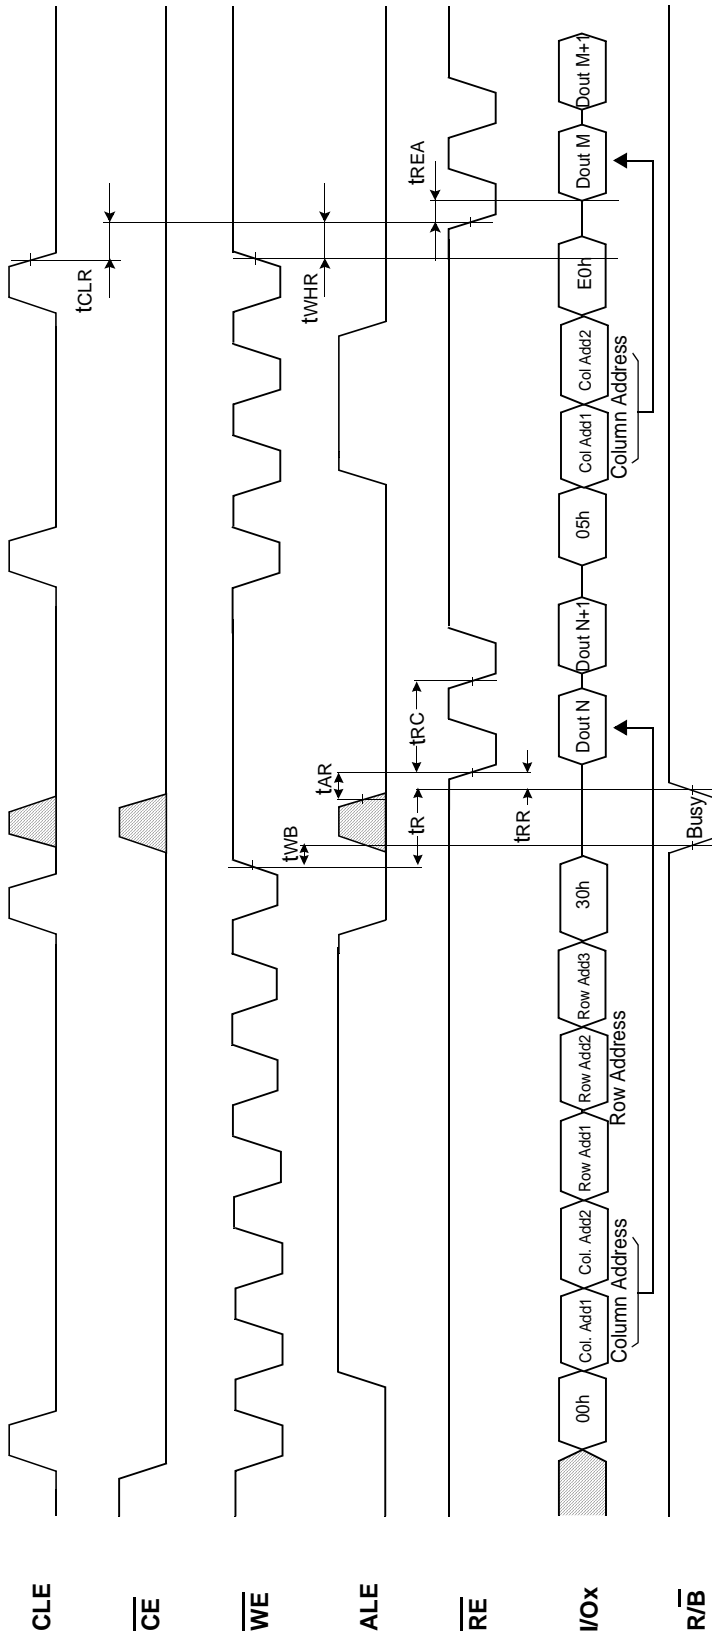 CLE
CE
WE
ALE
RE
I/Ox
R/B
tCLR
tWHR
tWB
tAR
tREA
tR
tRC
tRR
00h
Col. Add1
Col. Add2
Row Add1
Row Add2
Row Add3
30h
Dout N
Dout N+1
05h
Col Add1
Col Add2
E0h
Dout M
Dout M+1
Column Address
Row Address
Column Address
Busy